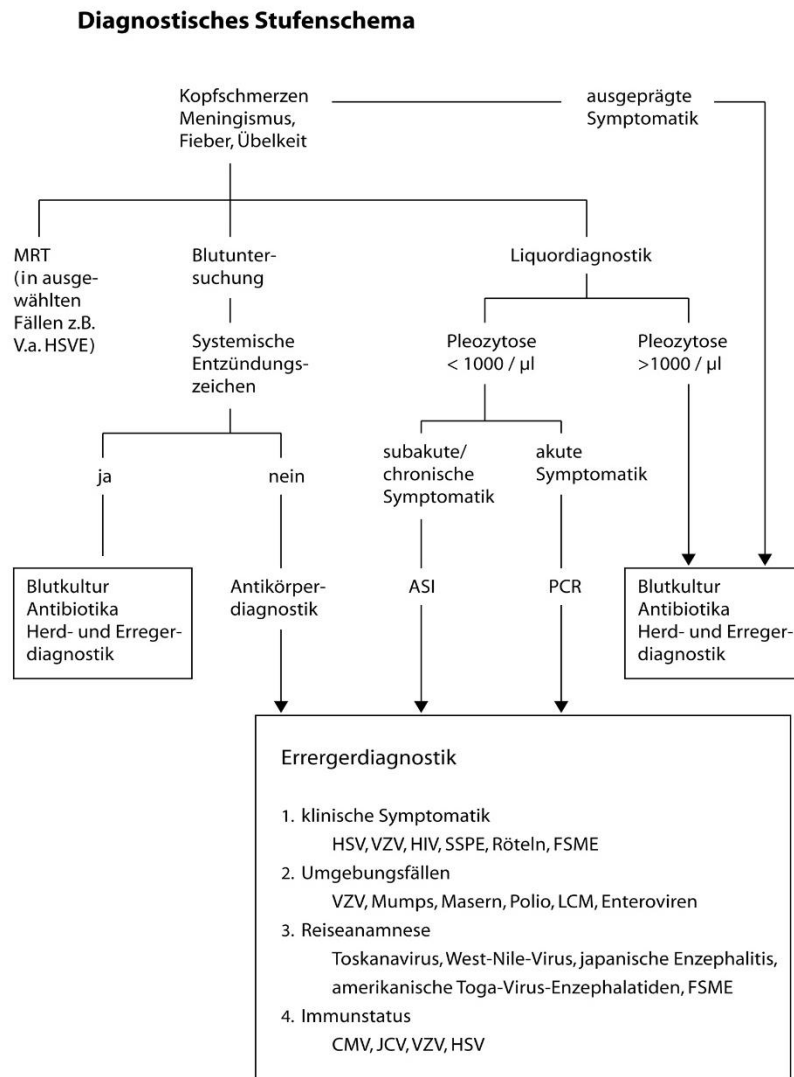 Diagnostisches Stufenschema
Kopfschmerzen
Meningismus,
Fieber, Übelkeit
ausgeprägte
Symptomatik
MRT
(in ausge-
wählten
Fällen z.B.
V.a. HSVE)
Blutunter-
suchung
Liquordiagnostik
Systemische
Entzündungs-
zeichen
Pleozytose
< 1000 / µl
Pleozytose
>1000 / µl
ja
nein
subakute/
chronische
Symptomatik
akute
Symptomatik
Blutkultur
Antibiotika
Herd- und Erreger-
diagnostik
Antikörper-
diagnostik
ASI
PCR
Blutkultur
Antibiotika
Herd- und Erreger-
diagnostik
Errergerdiagnostik
1. klinische Symptomatik
HSV, VZV, HIV, SSPE, Röteln, FSME
2. Umgebungsfällen
VZV, Mumps, Masern, Polio, LCM, Enteroviren
3. Reiseanamnese
Toskanavirus, West-Nile-Virus, japanische Enzephalitis,
amerikanische Toga-Virus-Enzephalatiden, FSME
4. Immunstatus
CMV, JCV, VZV, HSV